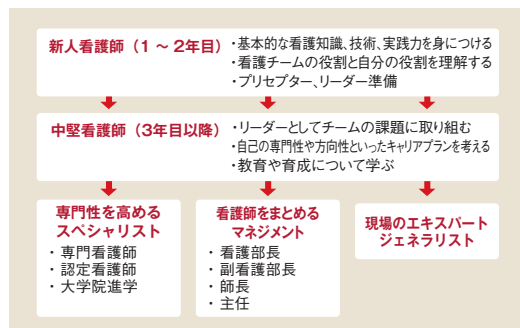 新人看護師（1 ～ 2年目）
・基本的な看護知識、技術、実践力を身につける
・看護チームの役割と自分の役割を理解する
・プリセプター、リーダー準備
中堅看護師（3年目以降）
・リーダーとしてチームの課題に取り組む
・自己の専門性や方向性といったキャリアプランを考える
・教育や育成について学ぶ
専門性を高める
スペシャリスト
・ 専門看護師
・ 認定看護師
・ 大学院進学
看護師をまとめる
マネジメント
・ 看護部長
・ 副看護部長
・ 師長
・ 主任
現場のエキスパート
ジェネラリスト